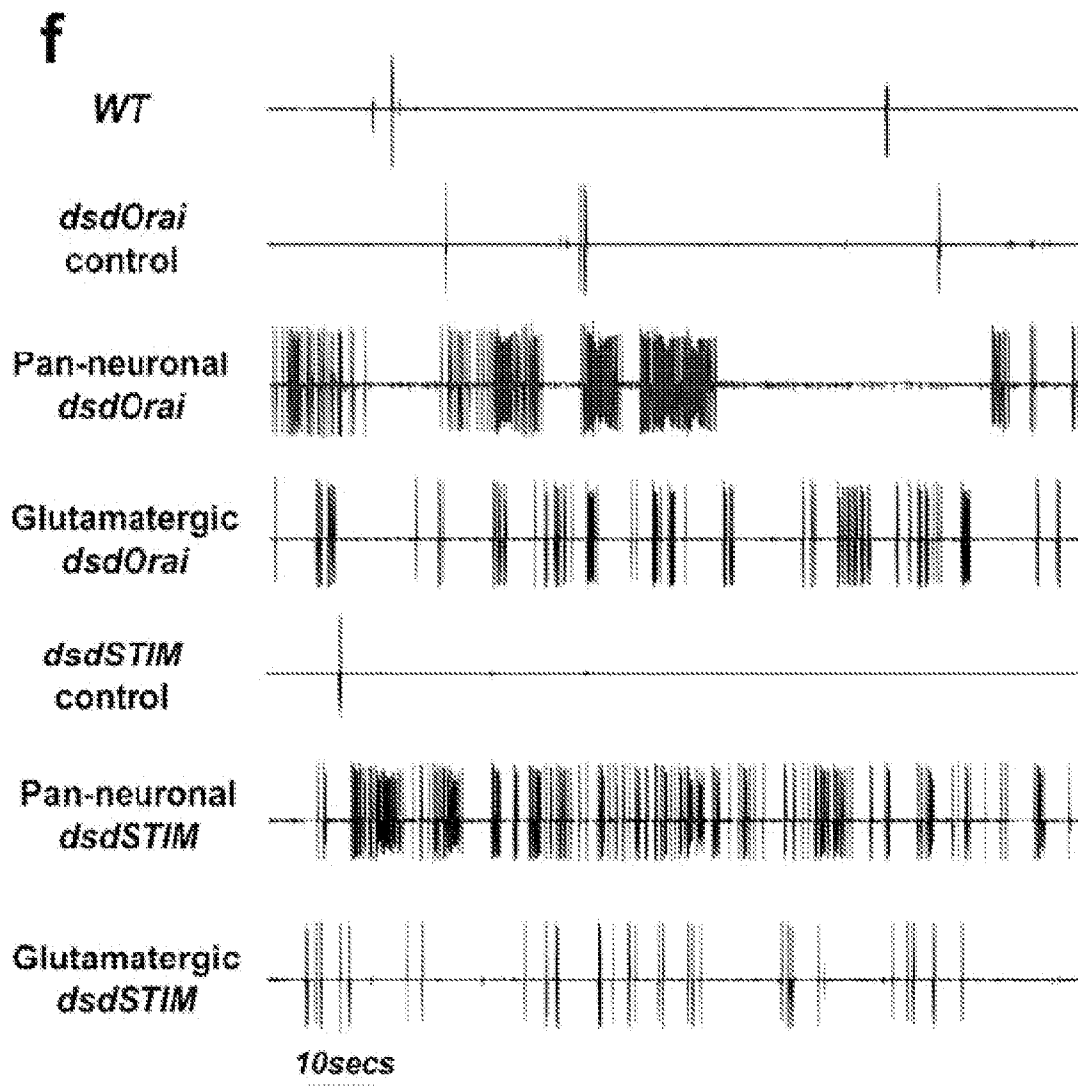 f
WT
dsdOrai
control
Pan-neuronal
dsdOrai
Glutamatergic
dsdOrai
dsdSTIM
control
Pan-neuronal
dsdSTIM
Glutamatergic
dsdSTIM
10secs